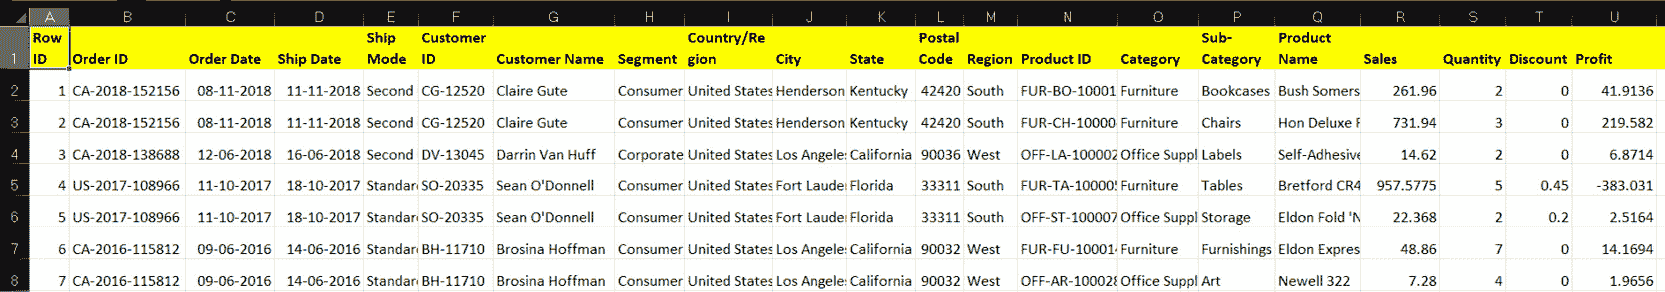 A B C D E F G H I J K L M N O P Q R S T U
1 Row ID Order ID Order Date Ship Date Ship Mode Customer ID Customer Name Segment Country/Region City State Postal Code Region Product ID Category Sub-Category Product Name Sales Quantity Discount Profit
2 1 CA-2018-152156 08-11-2018 11-11-2018 Second CG-12520 Claire Gute Consumer United States Henderson Kentucky 42420 South FUR-BO-10001 Furniture Bookcases Bush Somers 261.96 2 0 41.9136
3 2 CA-2018-152156 08-11-2018 11-11-2018 Second CG-12520 Claire Gute Consumer United States Henderson Kentucky 42420 South FUR-CH-10000 Furniture Chairs Hon Deluxe F 731.94 3 0 219.582
4 3 CA-2018-138688 12-06-2018 16-06-2018 Second DV-13045 Darrin Van Huff Corporate United States Los Angele California 90036 West OFF-LA-100002 Office Suppl Labels Self-Adhesive 14.62 2 0 6.8714
5 4 US-2017-108966 11-10-2017 18-10-2017 Standar SO-20335 Sean O'Donnell Consumer United States Fort Laude Florida 33311 South FUR-TA-10000 Furniture Tables Bretford CR4 957.5775 5 0.45 -383.031
6 5 US-2017-108966 11-10-2017 18-10-2017 Standar SO-20335 Sean O'Donnell Consumer United States Fort Laude Florida 33311 South OFF-ST-100007 Office Suppl Storage Eldon Fold 'N 22.368 2 0.2 2.5164
7 6 CA-2016-115812 09-06-2016 14-06-2016 Standar BH-11710 Brosina Hoffman Consumer United States Los Angele California 90032 West FUR-FU-10001 Furniture Furnishings Eldon Expres 48.86 7 0 14.1694
8 7 CA-2016-115812 09-06-2016 14-06-2016 Standar BH-11710 Brosina Hoffman Consumer United States Los Angele California 90032 West OFF-AR-100028 Office Suppl Art Newell 322 7.28 4 0 1.9656